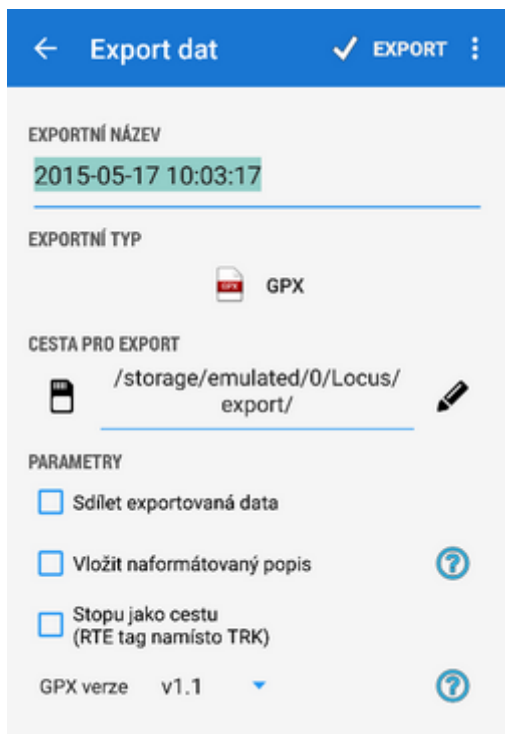 Export dat
EXPORT
EXPORTNÍ NÁZEV
2015-05-17 10:03:17
EXPORTNÍ TYP
GPX
GPX
CESTA PRO EXPORT
/storage/emulated/0/Locus/
export/
PARAMETRY
Sdílet exportovaná data
Vložit naformátovaný popis
?
Stopu jako cestu
(RTE tag namísto TRK)
GPX verze v1.1
?